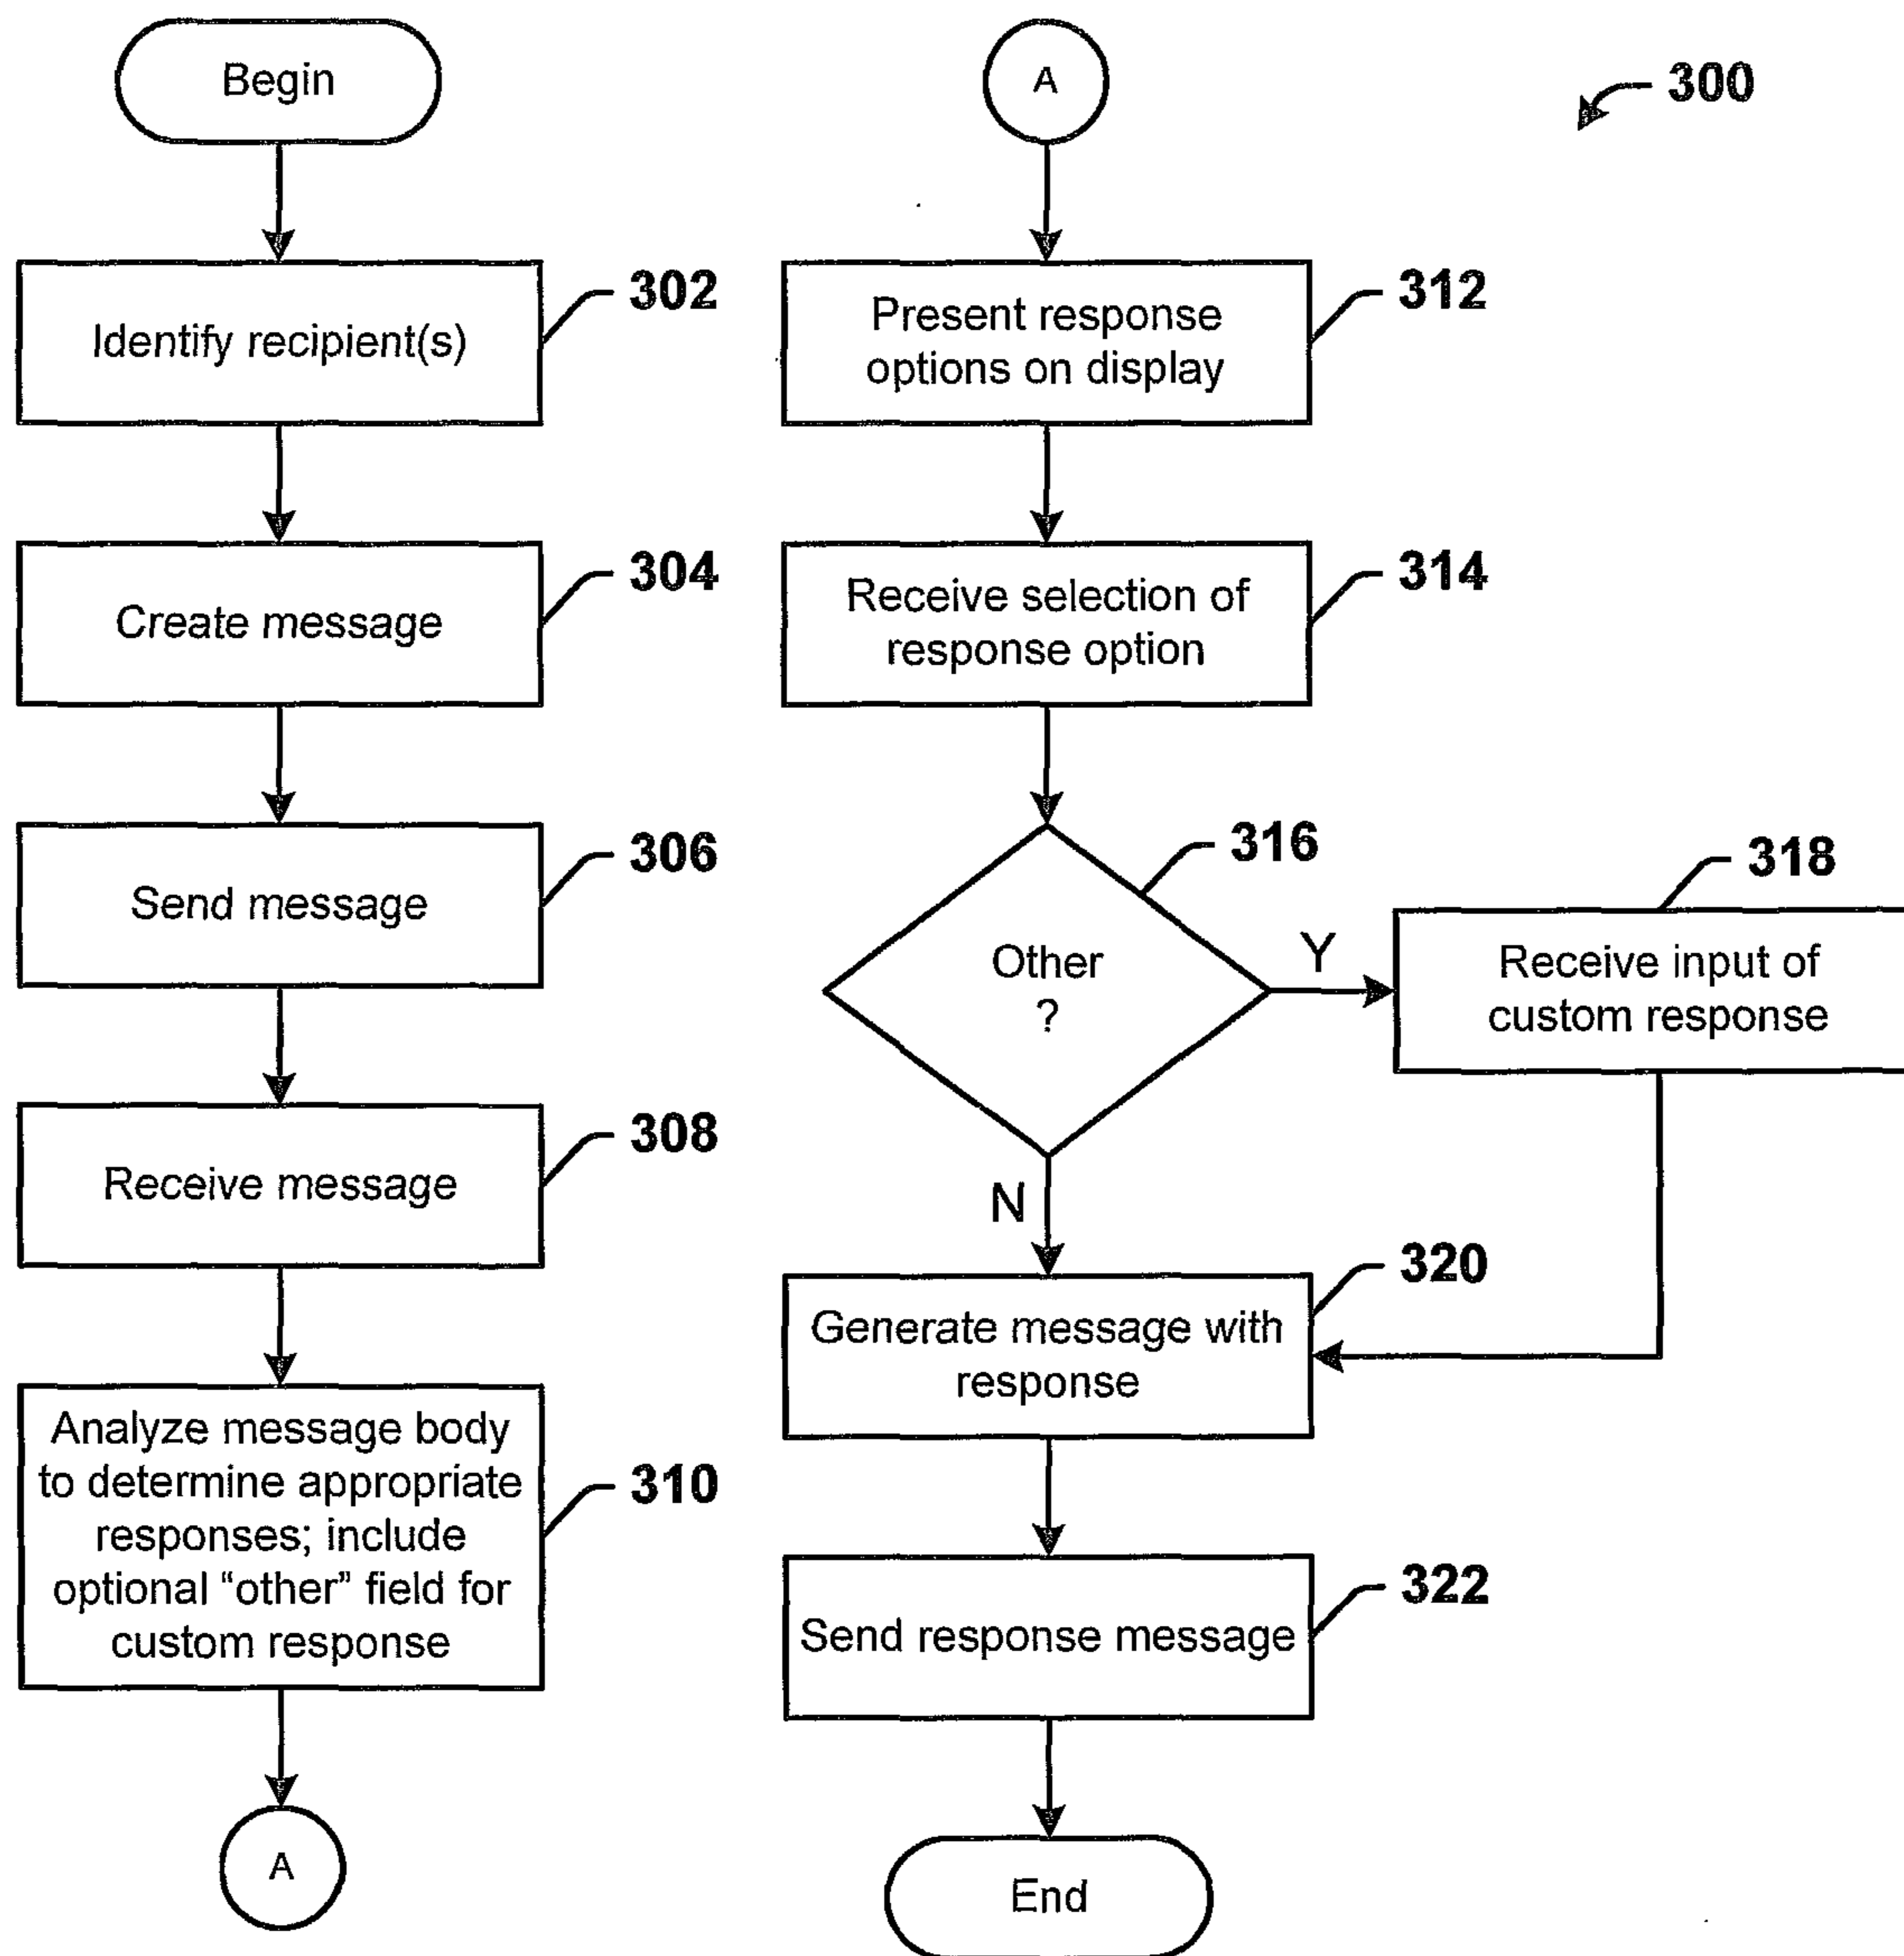 Begin
302
Identify recipient(s)
304
Create message
306
Send message
308
Receive message
310
Analyze message body
to determine appropriate
responses; include
optional “other” field for
custom response
A
A
300
312
Present response
options on display
314
Receive selection of
response option
316
Other
?
Y
318
Receive input of
custom response
N
320
Generate message with
response
322
Send response message
End